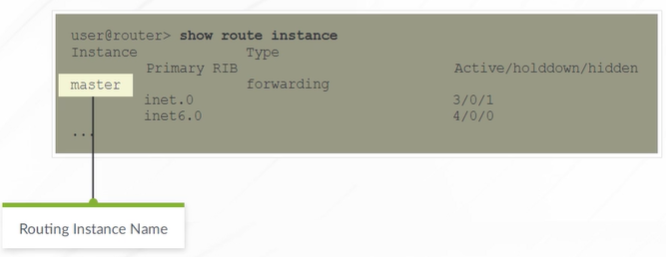 user@router> show route instance
Instance Type
Primary RIB Active/holddown/hidden
master forwarding
inet.0 3/0/1
inet6.0 4/0/0
...
Routing Instance Name